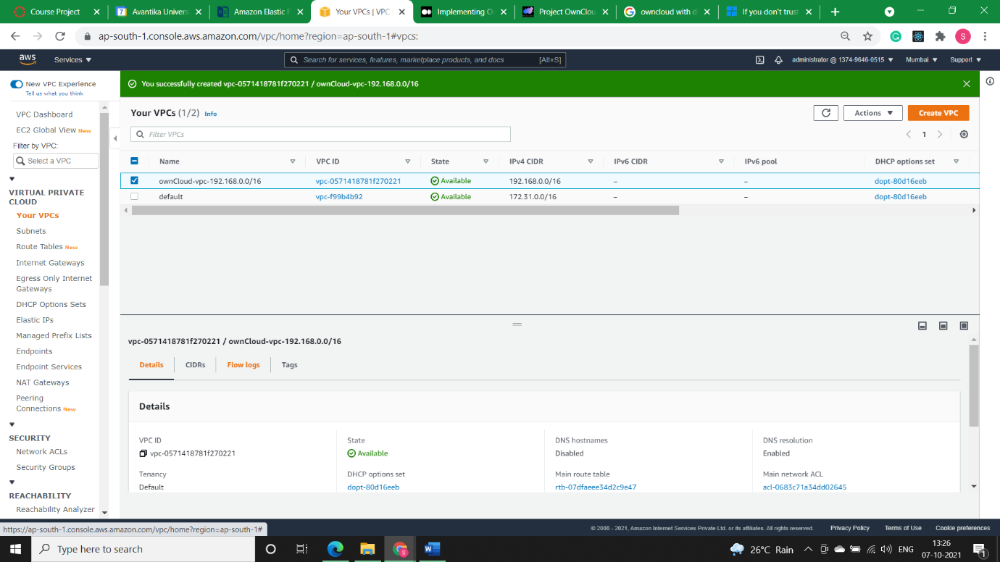 Course Project
Avantika Univers
Amazon Elastic F
Your VPCs | VPC
Implementing O
Project OwnClou
owncloud with d
If you don't trust
ap-south-1.console.aws.amazon.com/vpc/home?region=ap-south-1#vpcs:
S
aws
Services
Search for services, features, marketplace products, and docs
[Alt+S]
administrator @ 1374-9646-0515
Mumbai
Support
New VPC Experience
Tell us what you think
You successfully created vpc-0571418781f270221 / ownCloud-vpc-192.168.0.0/16
VPC Dashboard
EC2 Global View New
Filter by VPC:
Select a VPC
VIRTUAL PRIVATE
CLOUD
Your VPCs
Subnets
Route Tables New
Internet Gateways
Egress Only Internet
Gateways
DHCP Options Sets
Elastic IPs
Managed Prefix Lists
Endpoints
Endpoint Services
NAT Gateways
Peering
Connections New
SECURITY
Network ACLs
Security Groups
REACHABILITY
Reachability Analyzer
Your VPCs (1/2) Info
Actions
Create VPC
Filter VPCs
1
Name VPC ID State IPv4 CIDR IPv6 CIDR IPv6 pool DHCP options set
ownCloud-vpc-192.168.0.0/16 vpc-0571418781f270221 Available 192.168.0.0/16 – – dopt-80d16eeb
default vpc-f99b4b92 Available 172.31.0.0/16 – – dopt-80d16eeb
vpc-0571418781f270221 / ownCloud-vpc-192.168.0.0/16
Details CIDRs Flow logs Tags
Details
VPC ID State DNS hostnames DNS resolution
vpc-0571418781f270221 Available Disabled Enabled
Tenancy DHCP options set Main route table Main network ACL
Default dopt-80d16eeb rtb-07dfaeee34d2c9e47 acl-0683c71a34dd02645
https://ap-south-1.console.aws.amazon.com/vpc/home?region=ap-south-1#
© 2008 - 2021, Amazon Internet Services Private Ltd. or its affiliates. All rights reserved.
Privacy Policy
Terms of Use
Cookie preferences
Type here to search
26°C Rain
ENG
13:26
07-10-2021
1